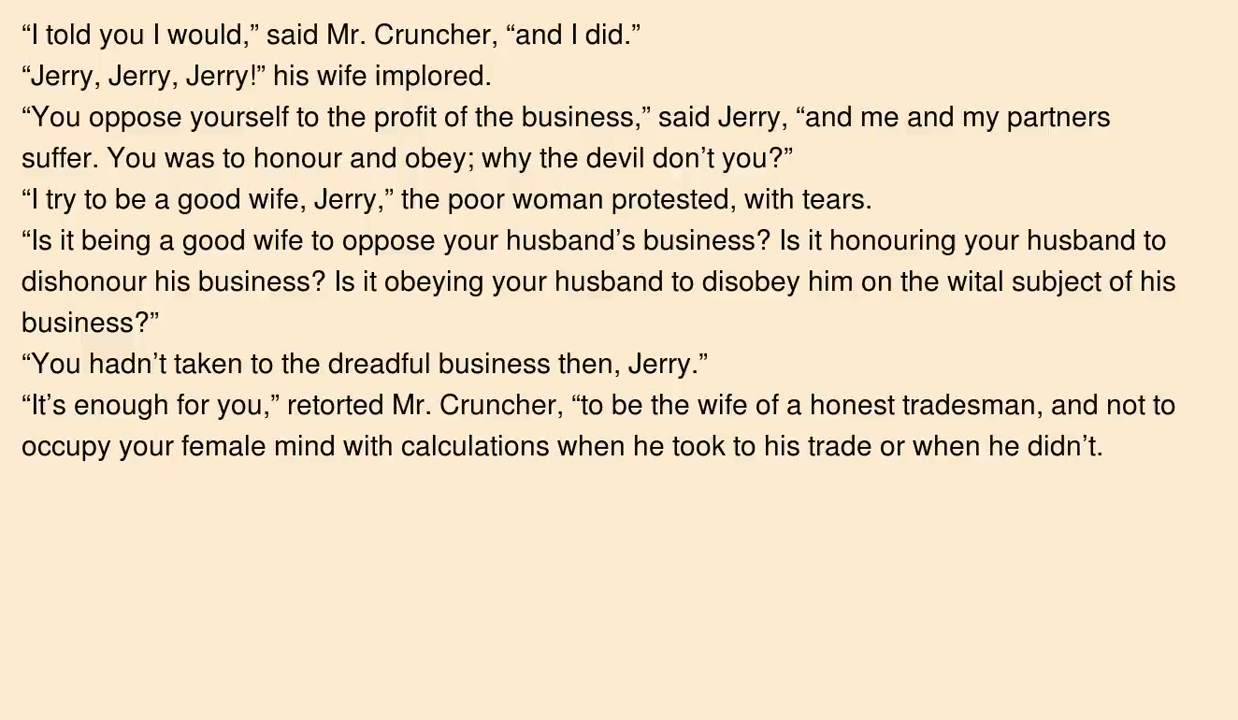 “I told you I would,” said Mr. Cruncher, “and I did.”
“Jerry, Jerry, Jerry!” his wife implored.
“You oppose yourself to the profit of the business,” said Jerry, “and me and my partners
suffer. You was to honour and obey; why the devil don’t you?”
“I try to be a good wife, Jerry,” the poor woman protested, with tears.
“Is it being a good wife to oppose your husband’s business? Is it honouring your husband to
dishonour his business? Is it obeying your husband to disobey him on the wital subject of his
business?”
“You hadn’t taken to the dreadful business then, Jerry.”
“It’s enough for you,” retorted Mr. Cruncher, “to be the wife of a honest tradesman, and not to
occupy your female mind with calculations when he took to his trade or when he didn’t.